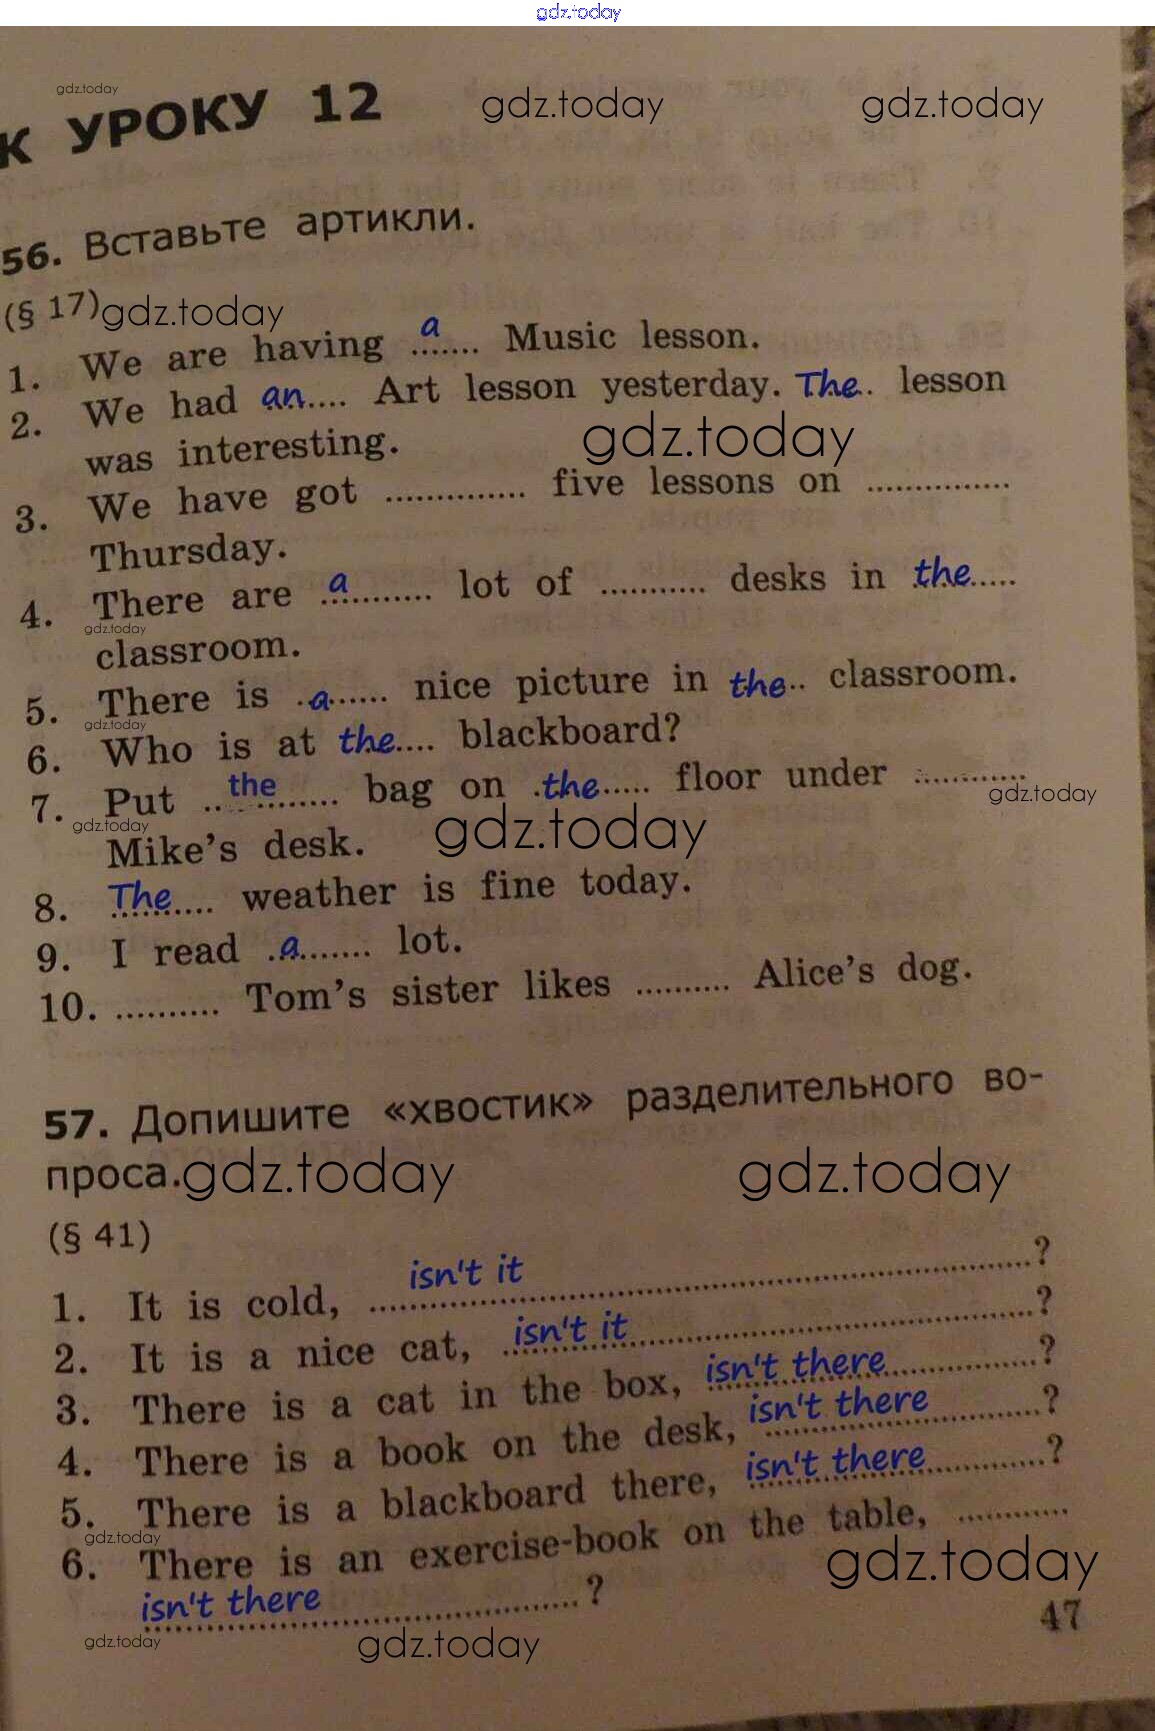 gdz.today
К УРОКУ 12
gdz.today gdz.today gdz.today
56. Вставьте артикли.
(§ 17) gdz.today
1. We are having ...a.... Music lesson.
2. We had an.... Art lesson yesterday. The.. lesson
was interesting.
gdz.today
3. We have got .............. five lessons on ..............
Thursday.
4. There are ...a....... lot of ........... desks in the.....
gdz.today
classroom.
5. There is .a...... nice picture in the.. classroom.
gdz.today
6. Who is at the.... blackboard?
7. Put ..the....... bag on .the..... floor under ............
gdz.today
gdz.today gdz.today
Mike's desk.
8. The.... weather is fine today.
9. I read .a........ lot.
10. .......... Tom's sister likes .......... Alice's dog.
57. Допишите «хвостик» разделительного во-
проса. gdz.today gdz.today
(§ 41)
1. It is cold, isn't it ..............................?
2. It is a nice cat, isn't it ..............................?
3. There is a cat in the box, isn't there ..............?
4. There is a book on the desk, isn't there ..........?
5. There is a blackboard there, isn't there ..........?
gdz.today
6. There is an exercise-book on the table, ............
gdz.today
isn't there ..............................?
47
gdz.today gdz.today